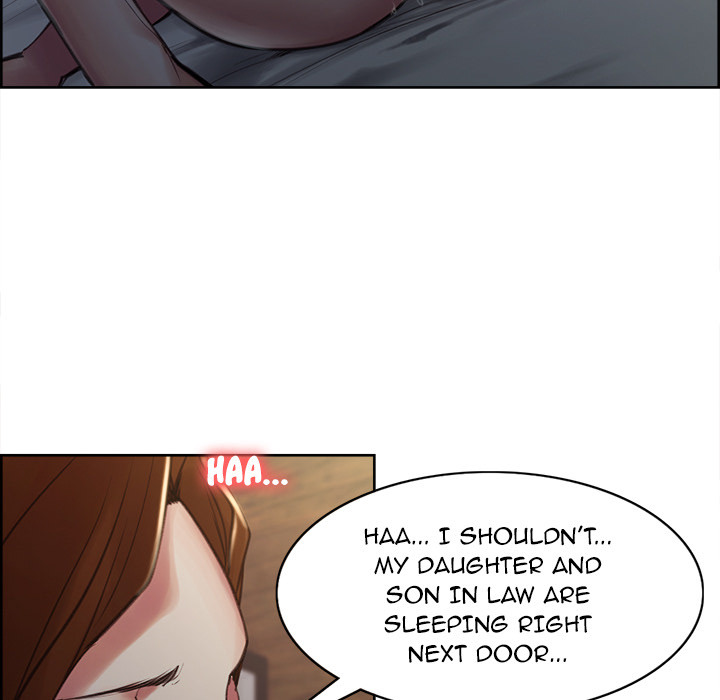 HAA...
HAA... I SHOULDN'T...
MY DAUGHTER AND
SON IN LAW ARE
SLEEPING RIGHT
NEXT DOOR...